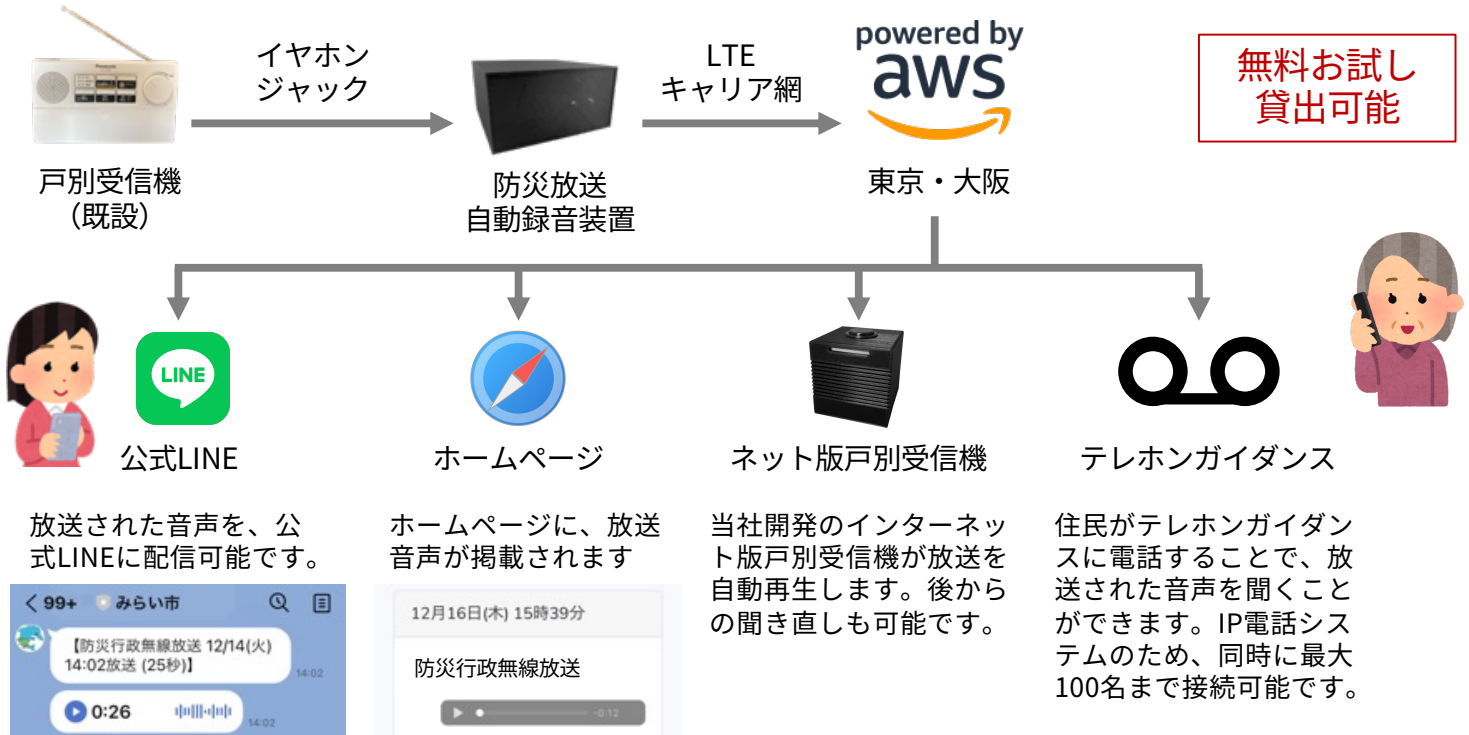 イヤホン
ジャック
LTE
キャリア網
powered by
aws
無料お試し
貸出可能
戸別受信機
（既設）
防災放送
自動録音装置
東京・大阪
LINE
公式LINE
ホームページ
ネット版戸別受信機
テレホンガイダンス
放送された音声を、公
式LINEに配信可能です。
ホームページに、放送
音声が掲載されます
当社開発のインターネッ
ト版戸別受信機が放送を
自動再生します。後から
の聞き直しも可能です。
住民がテレホンガイダン
スに電話することで、放
送された音声を聞くこと
ができます。IP電話シス
テムのため、同時に最大
100名まで接続可能です。
99+ みらい市
【防災行政無線放送 12/14(火)
14:02放送 (25秒)】
14:02
0:26
14:02
12月16日(木) 15時39分
防災行政無線放送
-0:12